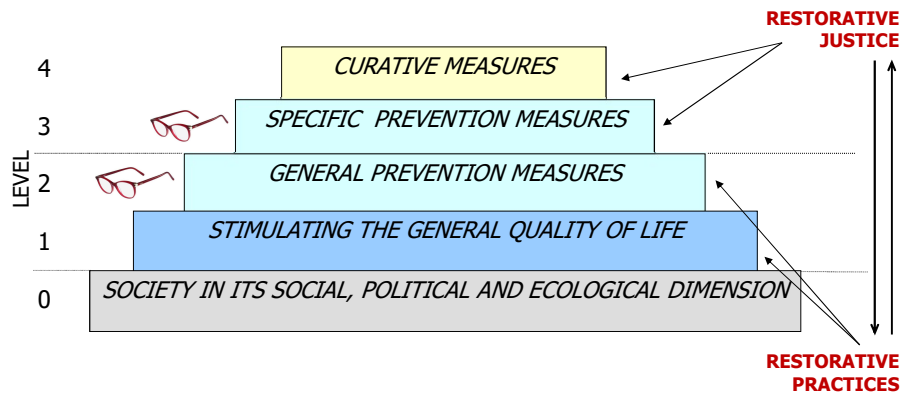 RESTORATIVE
JUSTICE
4
CURATIVE MEASURES
3
SPECIFIC PREVENTION MEASURES
LEVEL
2
GENERAL PREVENTION MEASURES
1
STIMULATING THE GENERAL QUALITY OF LIFE
0
SOCIETY IN ITS SOCIAL, POLITICAL AND ECOLOGICAL DIMENSION
RESTORATIVE
PRACTICES